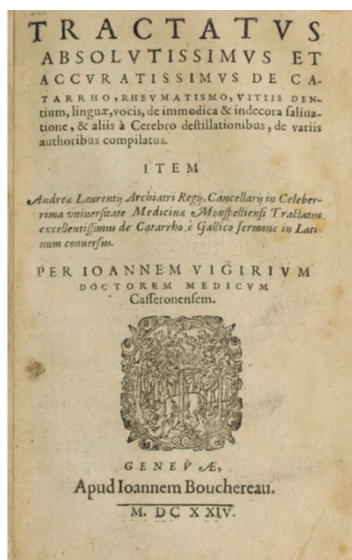 TRACTATVS
ABSOLVTISSIMVS ET
ACCVRATISSIMVS DE CA-
TARRHO, RHEVMATISMO, VITIIS DEN-
tium, linguæ, vocis, de immodica & indecora saliua-
tione, & aliis à Cerebro destillationibus, de variis
authoribus compilatus.
ITEM
Andreæ Laurentij Archiatri Regij, Cancellarij in Celeber-
rima vniuersitate Medicinæ Monspelliensi Tractatus
excellentissimus de Catarrho, è Gallico sermone in Lati-
num conuersus.
PER IOANNEM VIGIRIVM
DOCTOREM MEDICVM
Casseronensem.
GENEVÆ,
Apud Ioannem Bouchereau.
M. DC XXIV.